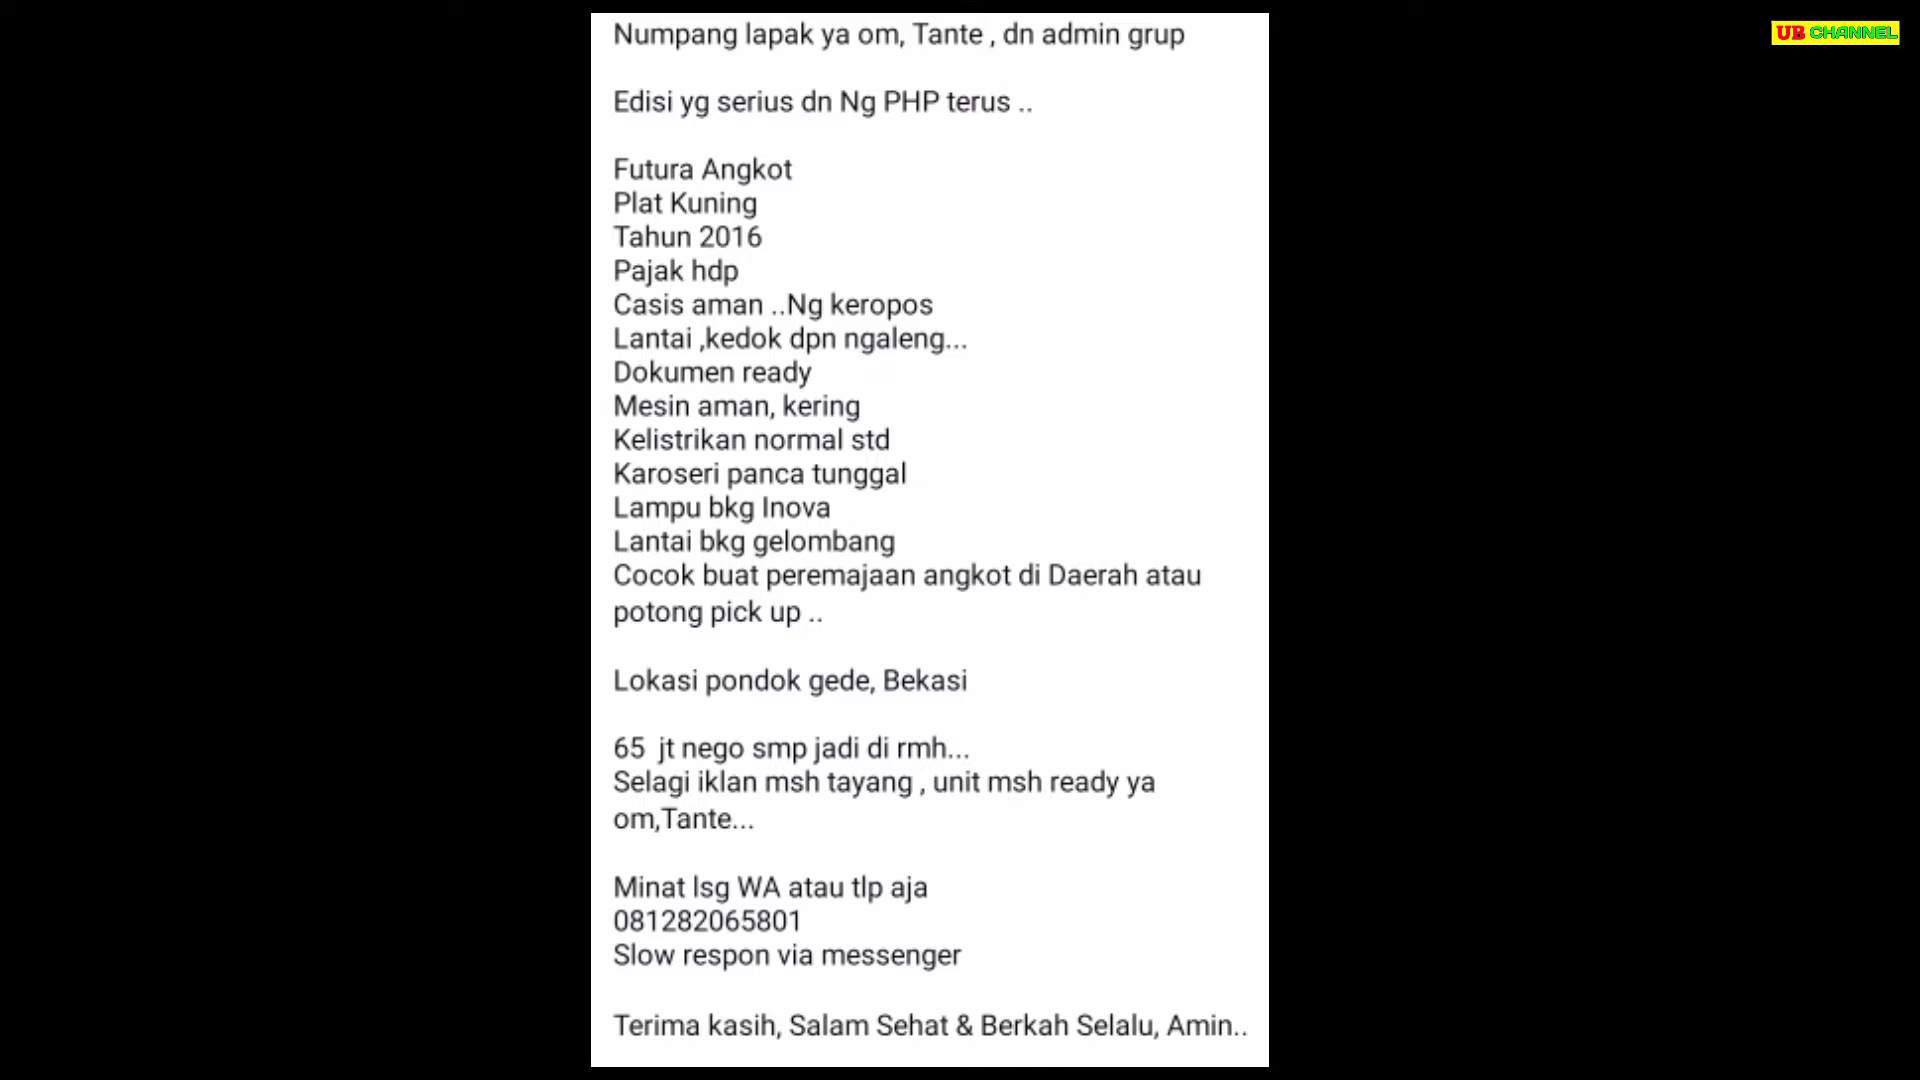 Numpang lapak ya om, Tante , dn admin grup
Edisi yg serius dn Ng PHP terus ..
Futura Angkot
Plat Kuning
Tahun 2016
Pajak hdp
Casis aman ..Ng keropos
Lantai ,kedok dpn ngaleng...
Dokumen ready
Mesin aman, kering
Kelistrikan normal std
Karoseri panca tunggal
Lampu bkg Inova
Lantai bkg gelombang
Cocok buat peremajaan angkot di Daerah atau
potong pick up ..
Lokasi pondok gede, Bekasi
65  jt nego smp jadi di rmh...
Selagi iklan msh tayang , unit msh ready ya
om,Tante...
Minat lsg WA atau tlp aja
081282065801
Slow respon via messenger
Terima kasih, Salam Sehat & Berkah Selalu, Amin..
UB CHANNEL